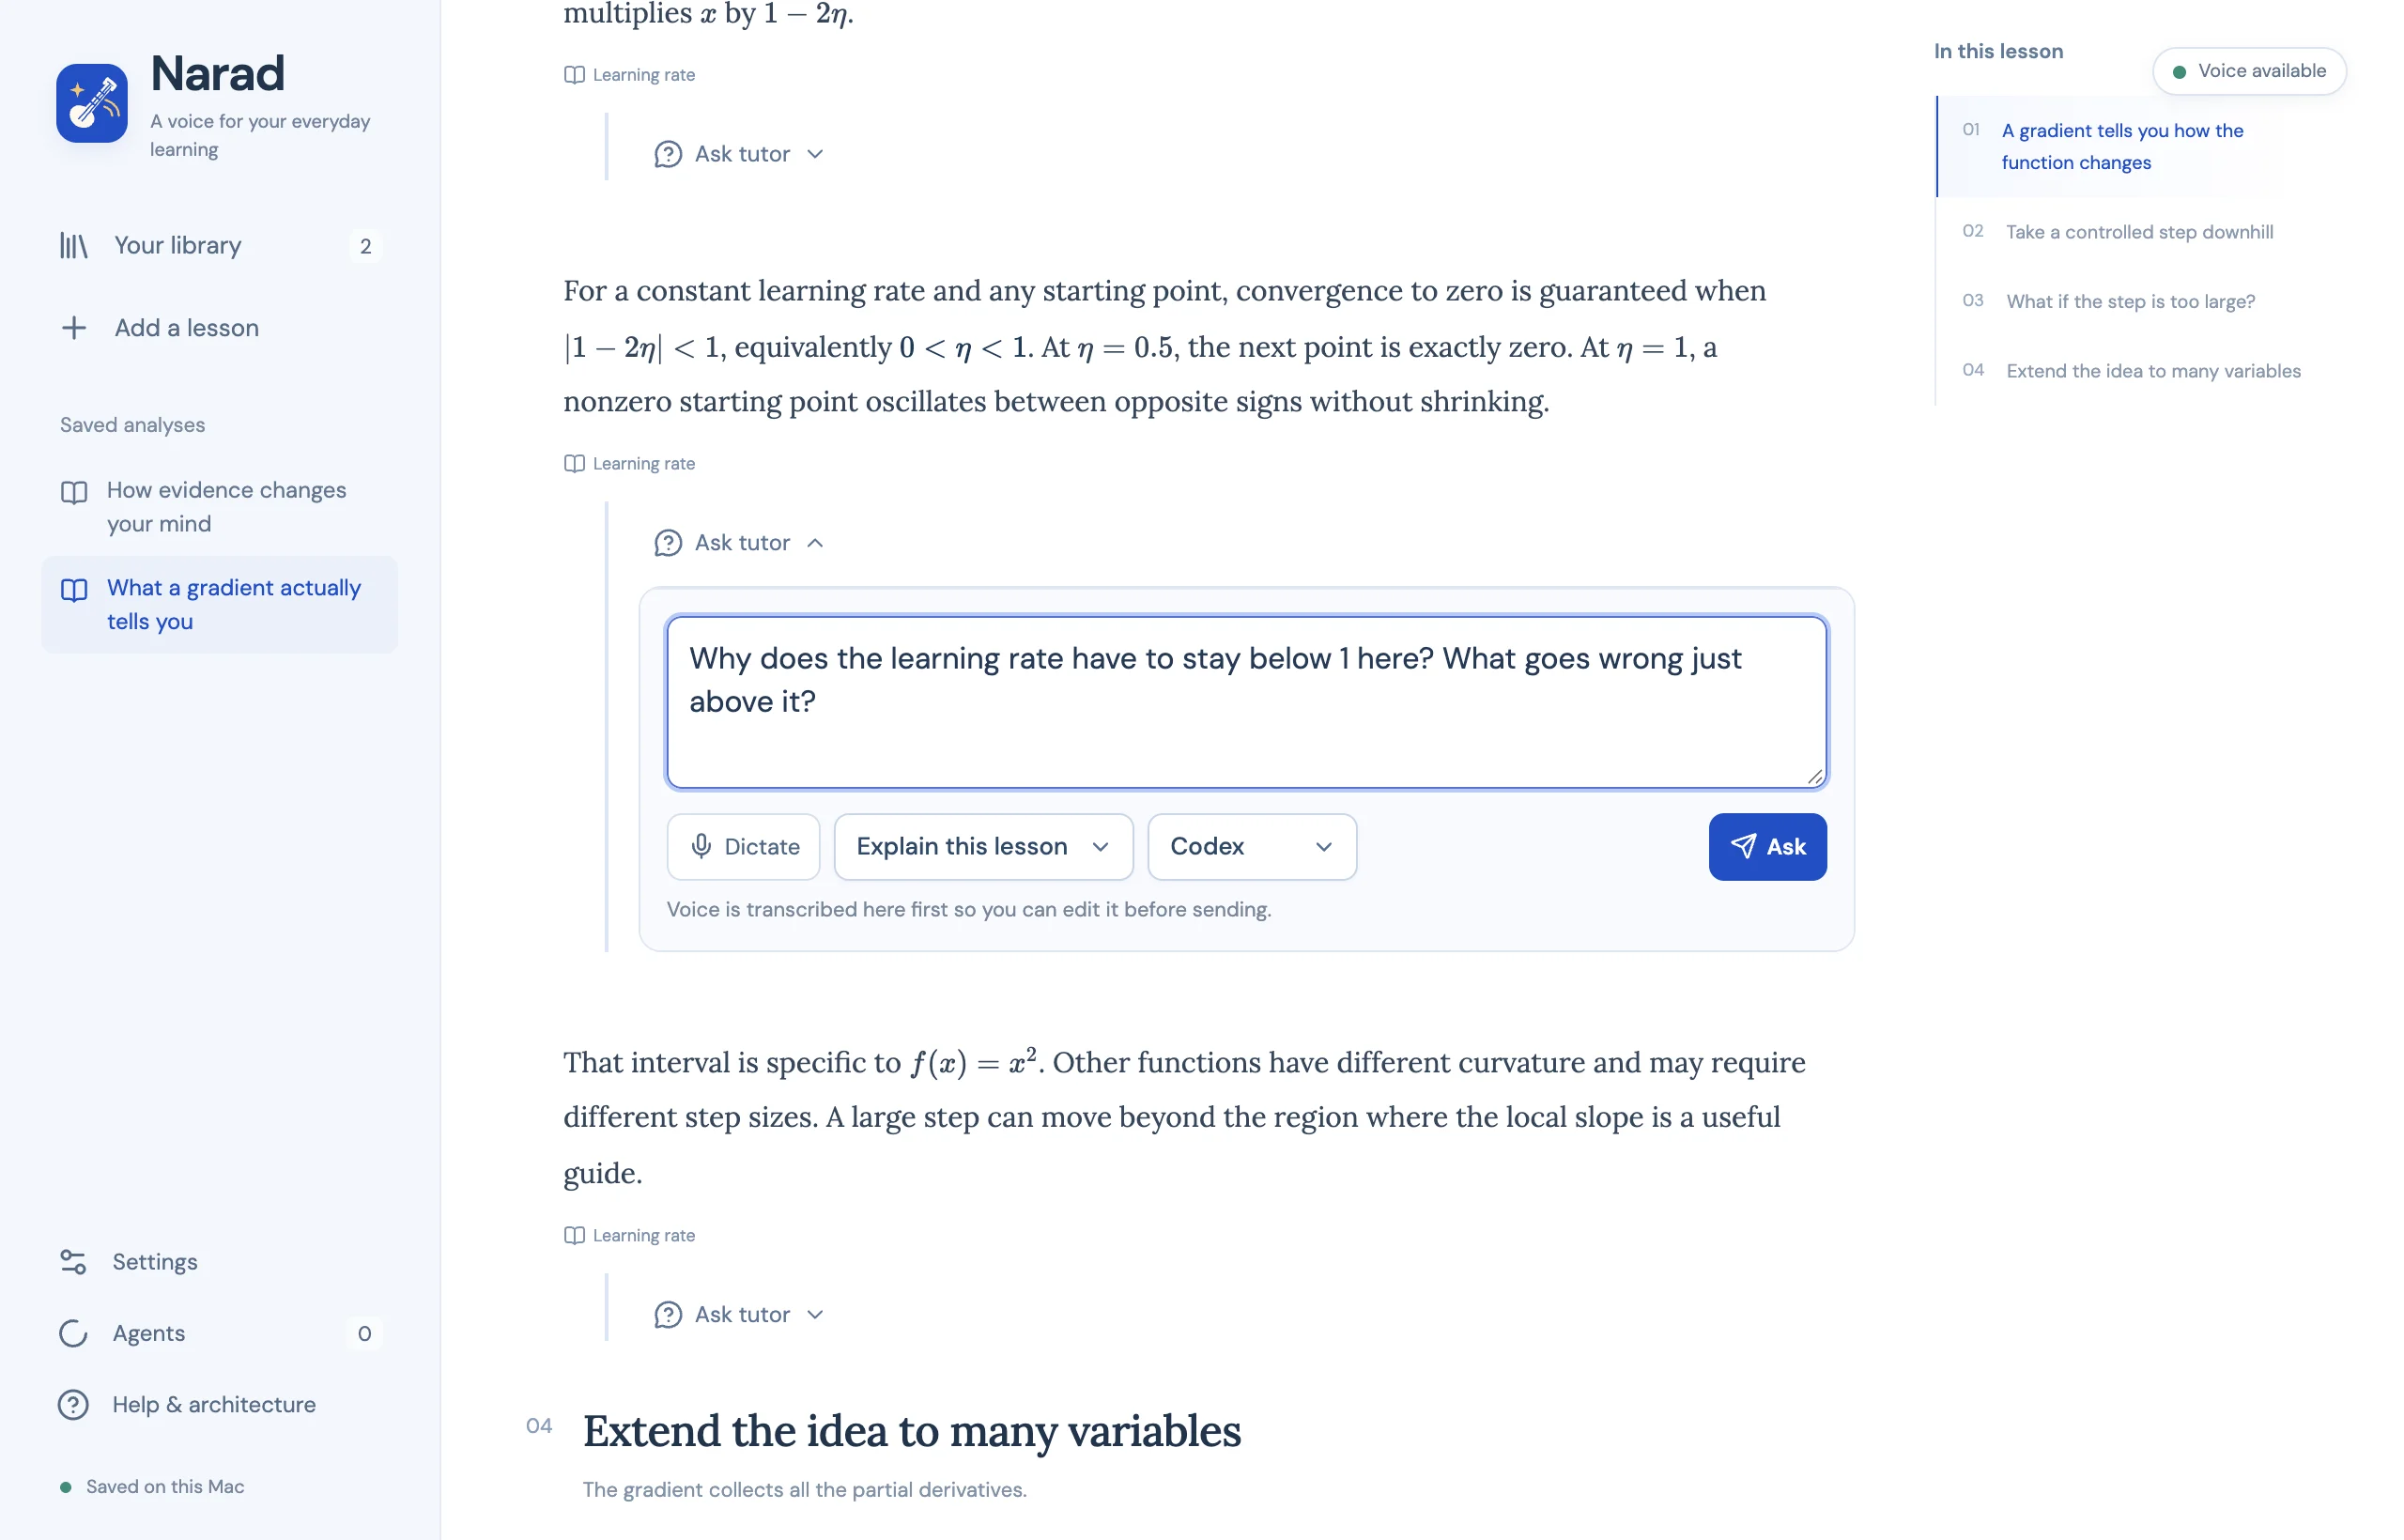 Narad
A voice for your everyday
learning
Your library 2
Add a lesson
Saved analyses
How evidence changes
your mind
What a gradient actually
tells you
Settings
Agents 0
Help & architecture
Saved on this Mac
multiplies x by 1 − 2η.
Learning rate
Ask tutor
For a constant learning rate and any starting point, convergence to zero is guaranteed when
|1 − 2η| < 1, equivalently 0 < η < 1. At η = 0.5, the next point is exactly zero. At η = 1, a
nonzero starting point oscillates between opposite signs without shrinking.
Learning rate
Ask tutor
Why does the learning rate have to stay below 1 here? What goes wrong just
above it?
Dictate Explain this lesson Codex Ask
Voice is transcribed here first so you can edit it before sending.
That interval is specific to f(x) = x². Other functions have different curvature and may require
different step sizes. A large step can move beyond the region where the local slope is a useful
guide.
Learning rate
Ask tutor
04 Extend the idea to many variables
The gradient collects all the partial derivatives.
In this lesson
Voice available
01 A gradient tells you how the
function changes
02 Take a controlled step downhill
03 What if the step is too large?
04 Extend the idea to many variables